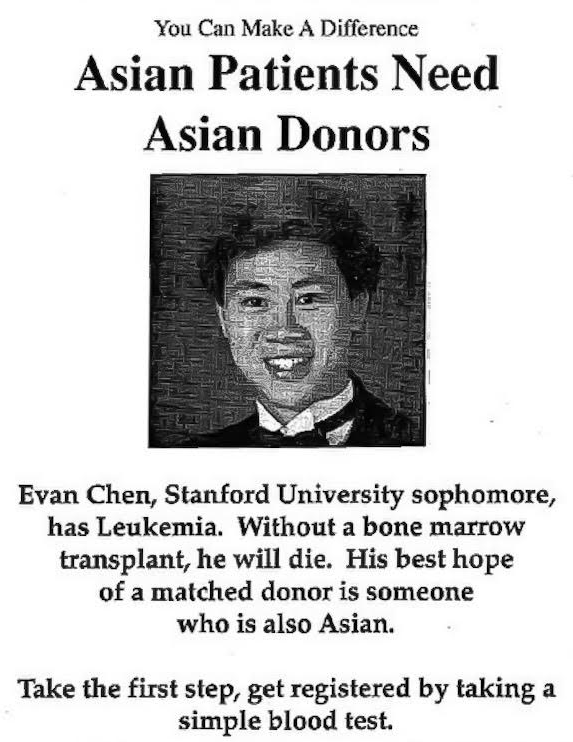 You Can Make A Difference
Asian Patients Need
Asian Donors
Evan Chen, Stanford University sophomore,
has Leukemia.  Without a bone marrow
transplant, he will die.  His best hope
of a matched donor is someone
who is also Asian.
Take the first step, get registered by taking a
simple blood test.